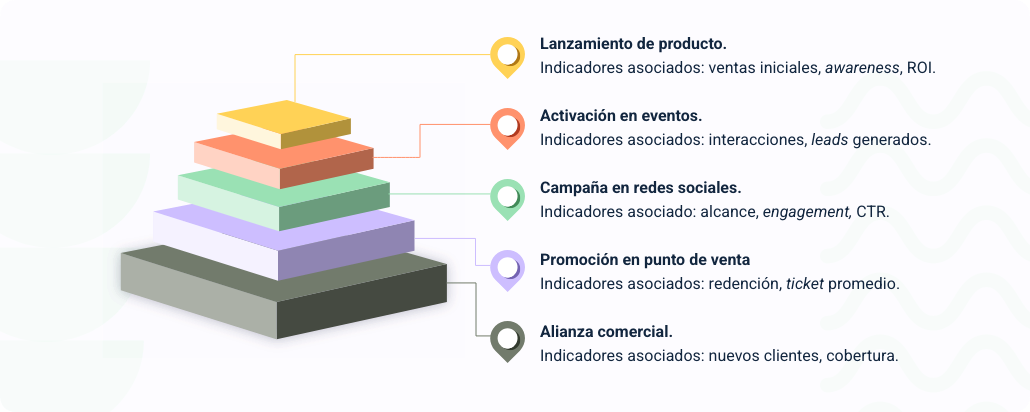 Lanzamiento de producto.
Indicadores asociados: ventas iniciales, awareness, ROI.
Activación en eventos.
Indicadores asociados: interacciones, leads generados.
Campaña en redes sociales.
Indicadores asociado: alcance, engagement, CTR.
Promoción en punto de venta
Indicadores asociados: redención, ticket promedio.
Alianza comercial.
Indicadores asociados: nuevos clientes, cobertura.